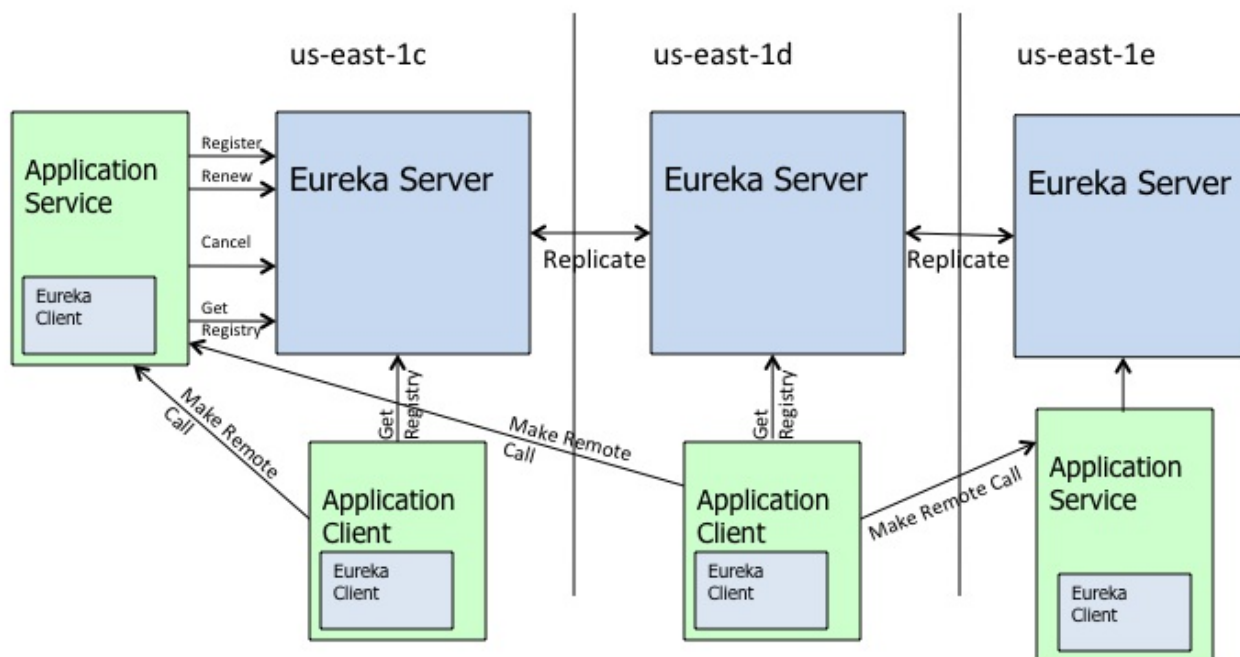 us-east-1c
us-east-1d
us-east-1e
Application
Service
Eureka
Client
Register
Renew
Cancel
Get
Registry
Eureka Server
Replicate
Eureka Server
Replicate
Eureka Server
Make Remote
Call
Get
Registry
Make Remote
Call
Get
Registry
Make Remote Call
Application
Client
Eureka
Client
Application
Client
Eureka
Client
Application
Service
Eureka
Client